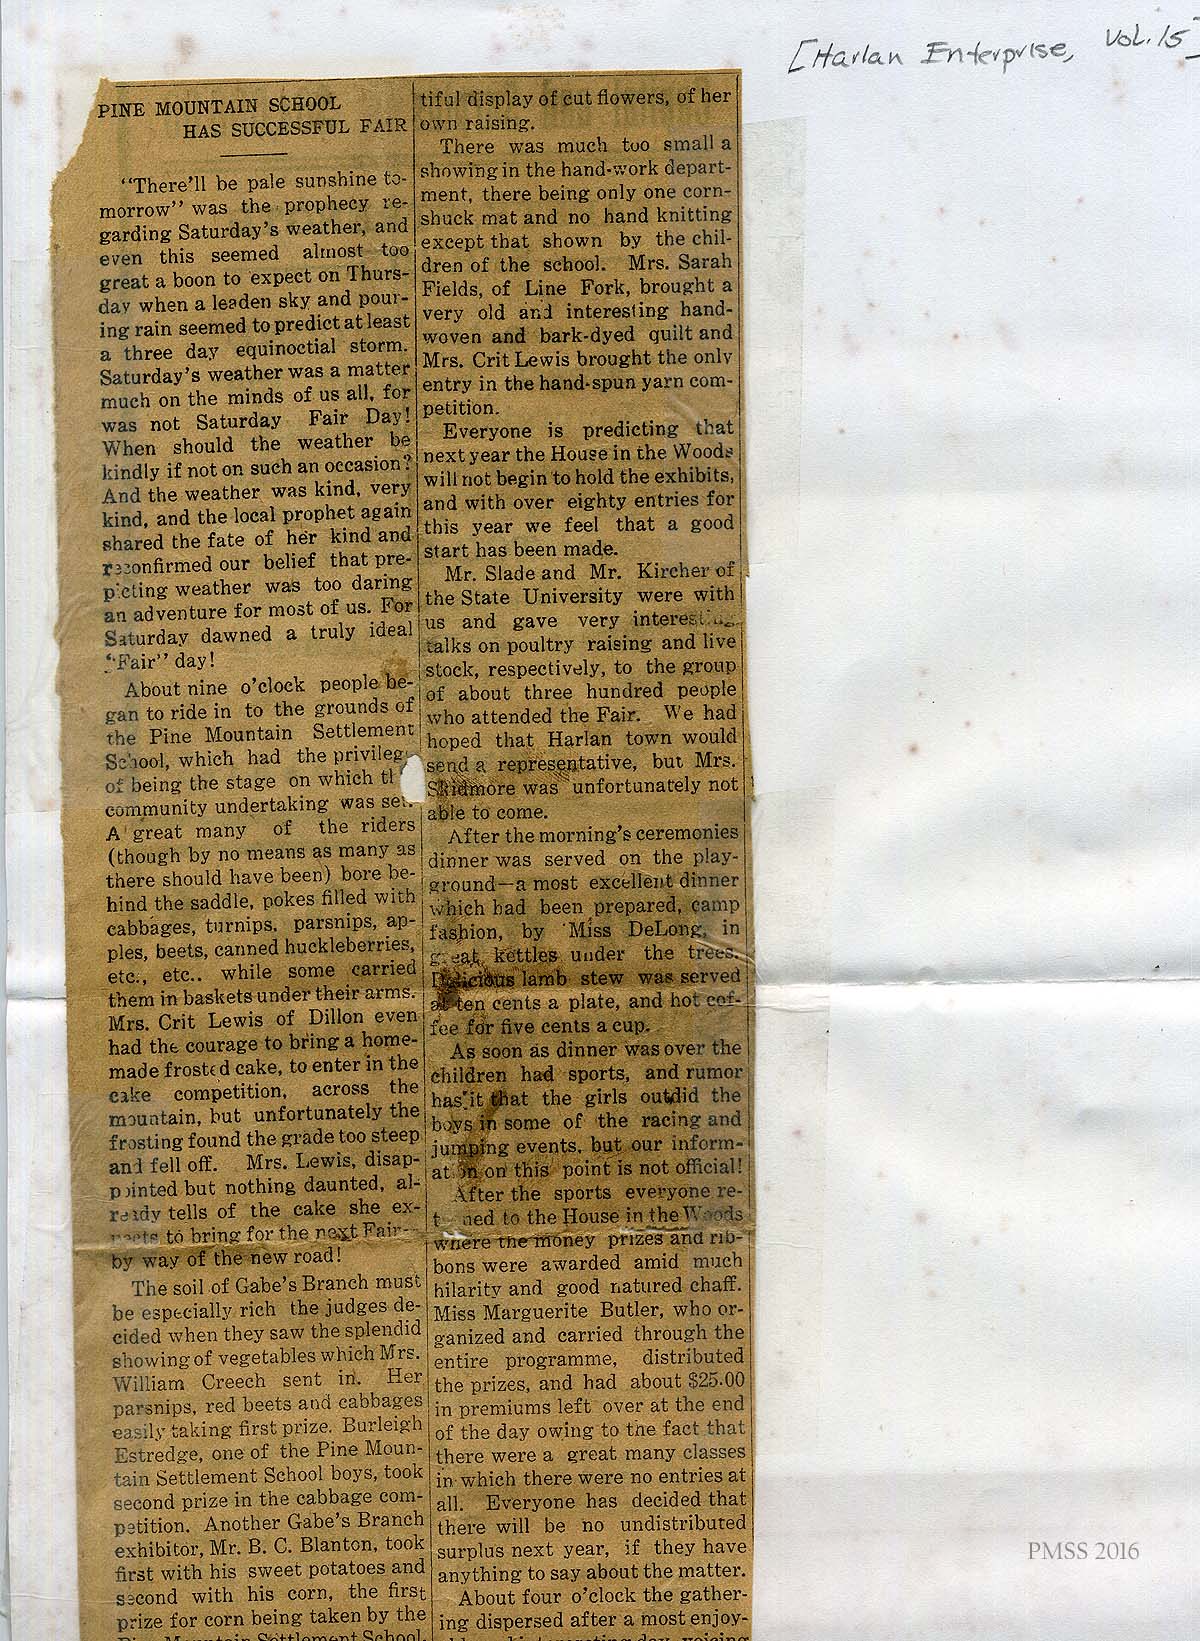 [Harlan Enterprise, Vol. 15
PINE MOUNTAIN SCHOOL
HAS SUCCESSFUL FAIR
"There'll be pale sunshine to-
morrow" was the prophecy re-
garding Saturday's weather, and
even this seemed almost too
great a boon to expect on Thurs-
day when a leaden sky and pour-
ing rain seemed to predict at least
a three day equinoctial storm.
Saturday's weather was a matter
much on the minds of us all, for
was not Saturday Fair Day!
When should the weather be
kindly if not on such an occasion?
And the weather was kind, very
kind, and the local prophet again
shared the fate of her kind and
reconfirmed our belief that pre-
picting weather was too daring
an adventure for most of us. For
Saturday dawned a truly ideal
"Fair" day!
About nine o'clock people be-
gan to ride in to the grounds of
the Pine Mountain Settlement
School, which had the privilege
of being the stage on which
community undertaking was set.
A great many of the riders
(though by no means as many as
there should have been) bore be-
hind the saddle, pokes filled with
cabbages, turnips, parsnips, ap-
ples, beets, canned huckleberries,
etc., etc.. while some carried
them in baskets under their arms.
Mrs. Crit Lewis of Dillon even
had the courage to bring a home-
made frosted cake, to enter in the
cake competition, across the
mountain, but unfortunately the
frosting found the grade too steep
and fell off. Mrs. Lewis, disap-
pointed but nothing daunted, al-
ready tells of the cake she ex-
pects to bring for the next Fair--
by way of the new road!
The soil of Gabe's Branch must
be especially rich the judges de-
cided when they saw the splendid
showing of vegetables which Mrs.
William Creech sent in. Her
parsnips, red beets and cabbages
easily taking first prize. Burleigh
Estredge, one of the Pine Moun-
tain Settlement School boys, took
second prize in the cabbage com-
petition. Another Gabe's Branch
exhibitor, Mr. B. C. Blanton, took
first with his sweet potatoes and
second with his corn, the first
prize for corn being taken by the
Pine Mountain Settlement School.
tiful display of cut flowers, of her
own raising.
There was much too small a
showing in the hand-work depart-
ment, there being only one corn-
shuck mat and no hand knitting
except that shown by the chil-
dren of the school. Mrs. Sarah
Fields, of Line Fork, brought a
very old and interesting hand-
woven and bark-dyed quilt and
Mrs. Crit Lewis brought the only
entry in the hand-spun yarn com-
petition.
Everyone is predicting that
next year the House in the Woods
will not begin to hold the exhibits,
and with over eighty entries for
this year we feel that a good
start has been made.
Mr. Slade and Mr. Kircher of
the State University were with
us and gave very interesting
talks on poultry raising and live
stock, respectively, to the group
of about three hundred people
who attended the Fair. We had
hoped that Harlan town would
send a representative, but Mrs.
Skidmore was unfortunately not
able to come.
After the morning's ceremonies
dinner was served on the play-
ground—a most excellent dinner
which had been prepared, camp
fashion, by Miss DeLong, in
great kettles under the trees.
Delicious lamb stew was served
at ten cents a plate, and hot cof-
fee for five cents a cup.
As soon as dinner was over the
children had sports, and rumor
has it that the girls outdid the
boys in some of the racing and
jumping events, but our inform-
ation on this point is not official!
After the sports everyone re-
turned to the House in the Woods
where the money prizes and rib-
bons were awarded amid much
hilarity and good natured chaff.
Miss Marguerite Butler, who or-
ganized and carried through the
entire programme, distributed
the prizes, and had about $25.00
in premiums left over at the end
of the day owing to the fact that
there were a great many classes
in which there were no entries at
all. Everyone has decided that
there will be no undistributed
surplus next year, if they have
anything to say about the matter.
About four o'clock the gather-
ing dispersed after a most enjoy-
PMSS 2016